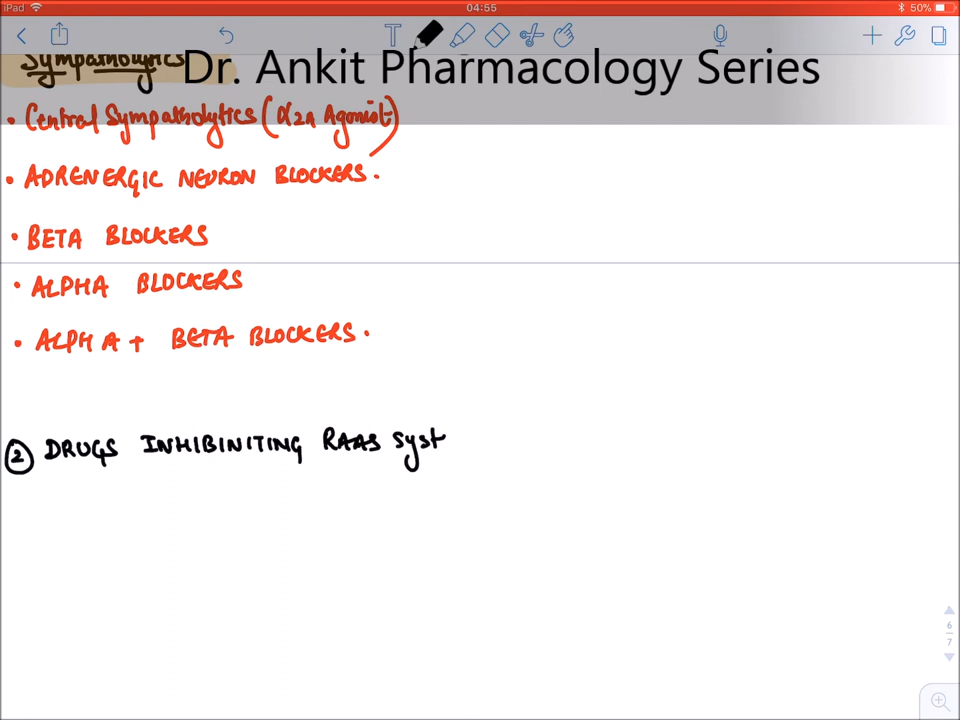 iPad 04:55 50%
Sympatholytics
Dr. Ankit Pharmacology Series
• Central Sympatholytics (α2A Agonist)
• ADRENERGIC NEURON BLOCKERS.
• BETA BLOCKERS
• ALPHA BLOCKERS
• ALPHA + BETA BLOCKERS.
② DRUGS INHIBINITING RAAS syst
6
7